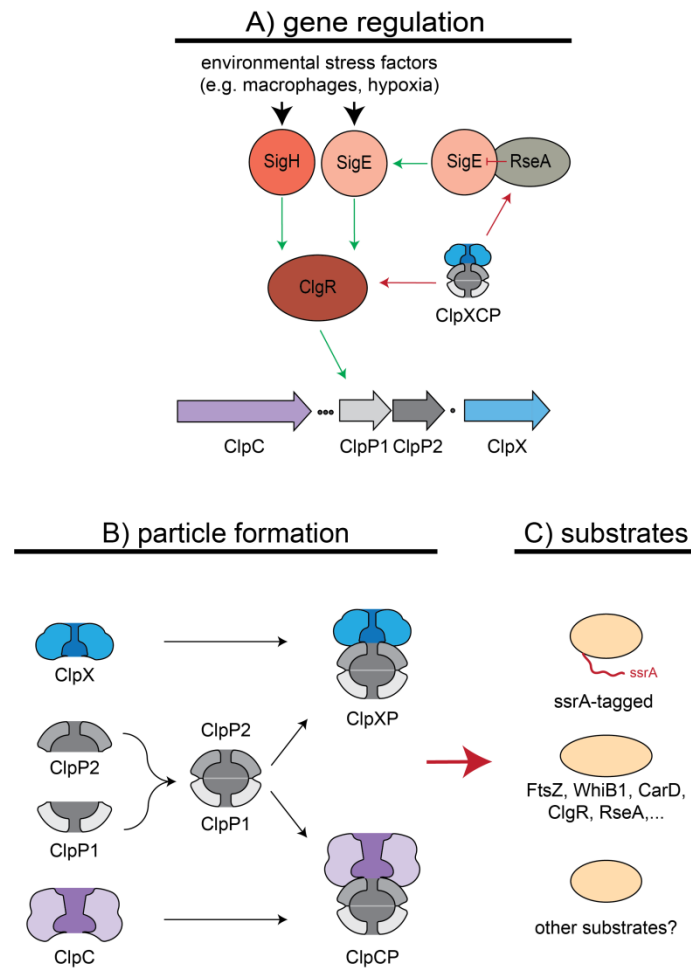 A) gene regulation
environmental stress factors
(e.g. macrophages, hypoxia)
SigH
SigE
SigE
RseA
ClgR
ClpXCP
ClpC
ClpP1
ClpP2
ClpX
B) particle formation
C) substrates
ClpX
ClpXP
ssrA
ssrA-tagged
ClpP2
ClpP2
ClpP1
ClpP1
FtsZ, WhiB1, CarD,
ClgR, RseA,...
ClpC
ClpCP
other substrates?